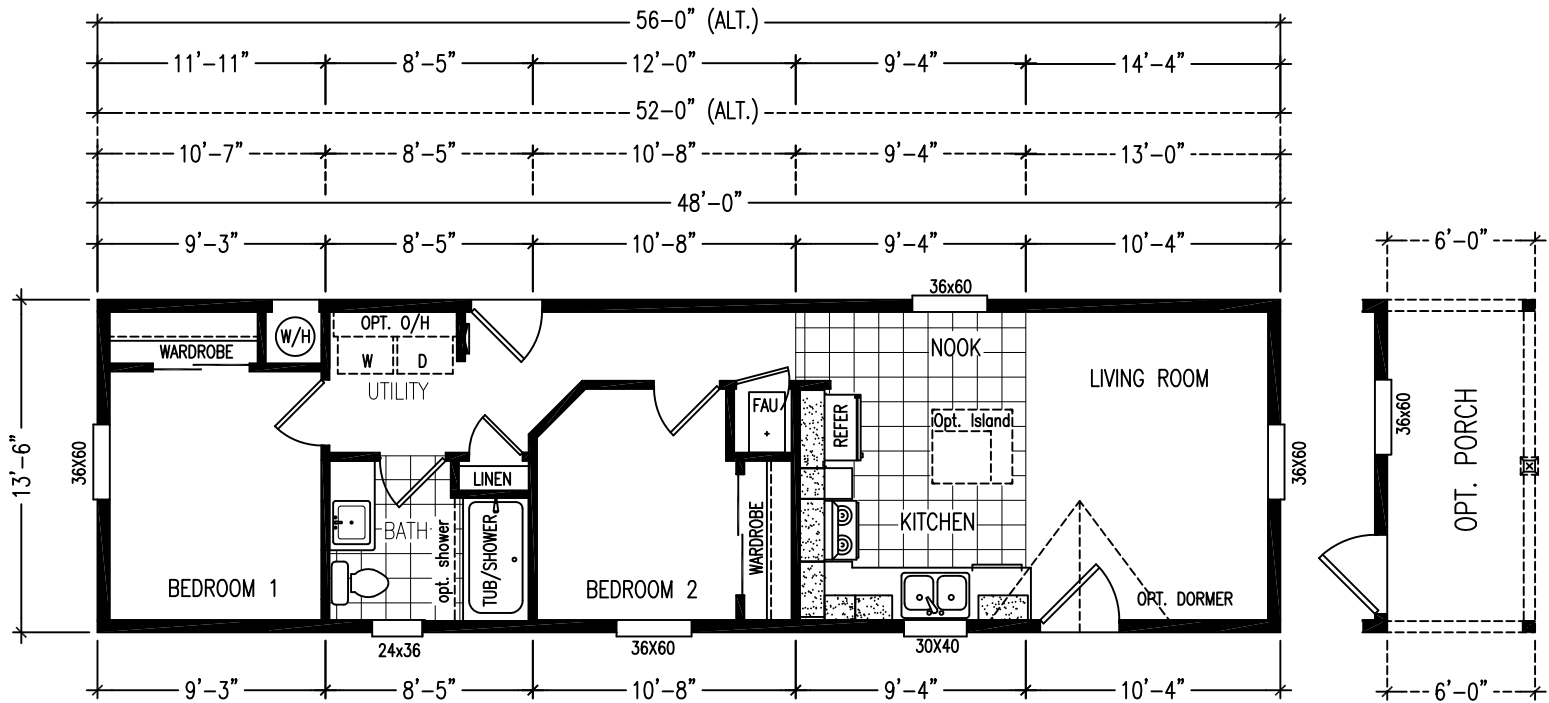 56-0" (ALT.)
11'-11" 8'-5" 12'-0" 9'-4" 14'-4"
52-0" (ALT.)
10'-7" 8'-5" 10'-8" 9'-4" 13'-0"
48'-0"
9'-3" 8'-5" 10'-8" 9'-4" 10'-4"
6'-0"
36x60
OPT. O/H
W/H
WARDROBE
W
D
NOOK
UTILITY
LIVING ROOM
FAU
REFER
Opt. Island
36x60
OPT. PORCH
13'-6"
36X60
36X60
LINEN
BATH
opt. shower
TUB/SHOWER
WARDROBE
KITCHEN
BEDROOM 1
BEDROOM 2
OPT. DORMER
24x36
36X60
30X40
9'-3" 8'-5" 10'-8" 9'-4" 10'-4"
6'-0"